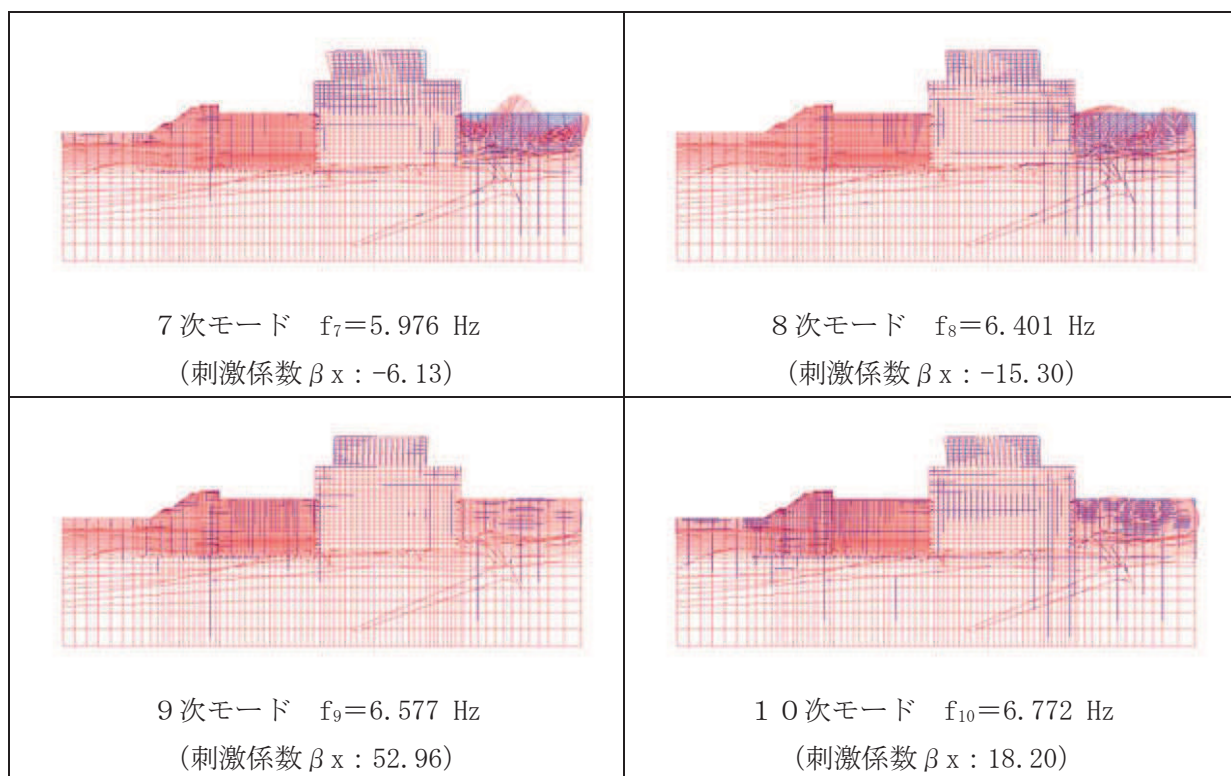 ７次モード　f₇＝5.976 Hz
(刺激係数βx：-6.13)
８次モード　f₈＝6.401 Hz
(刺激係数βx：-15.30)
９次モード　f₉＝6.577 Hz
(刺激係数βx：52.96)
１０次モード　f₁₀＝6.772 Hz
(刺激係数βx：18.20)